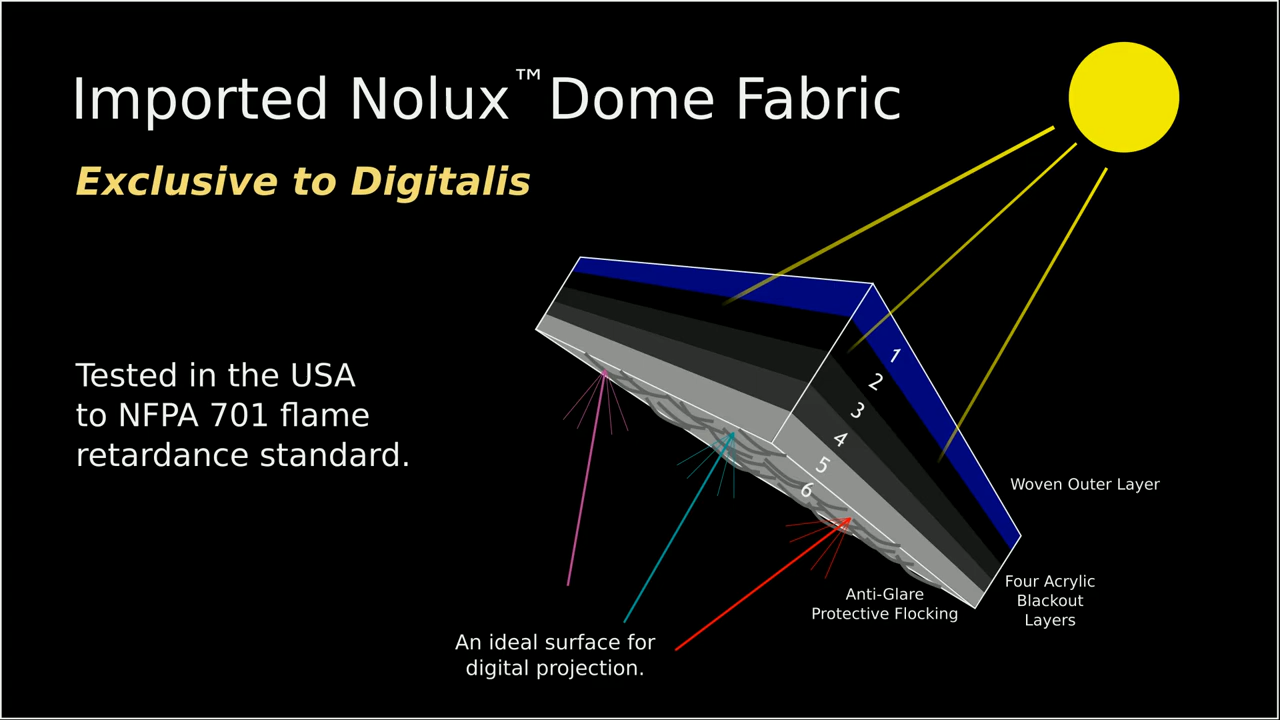 Imported Nolux™ Dome Fabric
Exclusive to Digitalis
Tested in the USA
to NFPA 701 flame
retardance standard.
1
2
3
4
5
6
Woven Outer Layer
Four Acrylic
Blackout
Layers
Anti-Glare
Protective Flocking
An ideal surface for
digital projection.